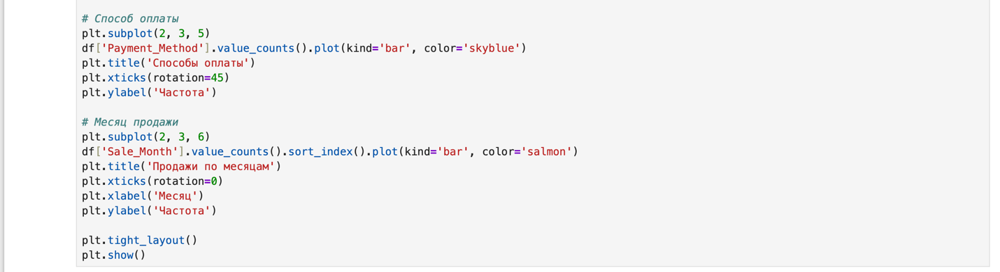 # Способ оплаты
plt.subplot(2, 3, 5)
df['Payment_Method'].value_counts().plot(kind='bar', color='skyblue')
plt.title('Способы оплаты')
plt.xticks(rotation=45)
plt.ylabel('Частота')

# Месяц продажи
plt.subplot(2, 3, 6)
df['Sale_Month'].value_counts().sort_index().plot(kind='bar', color='salmon')
plt.title('Продажи по месяцам')
plt.xticks(rotation=0)
plt.xlabel('Месяц')
plt.ylabel('Частота')

plt.tight_layout()
plt.show()